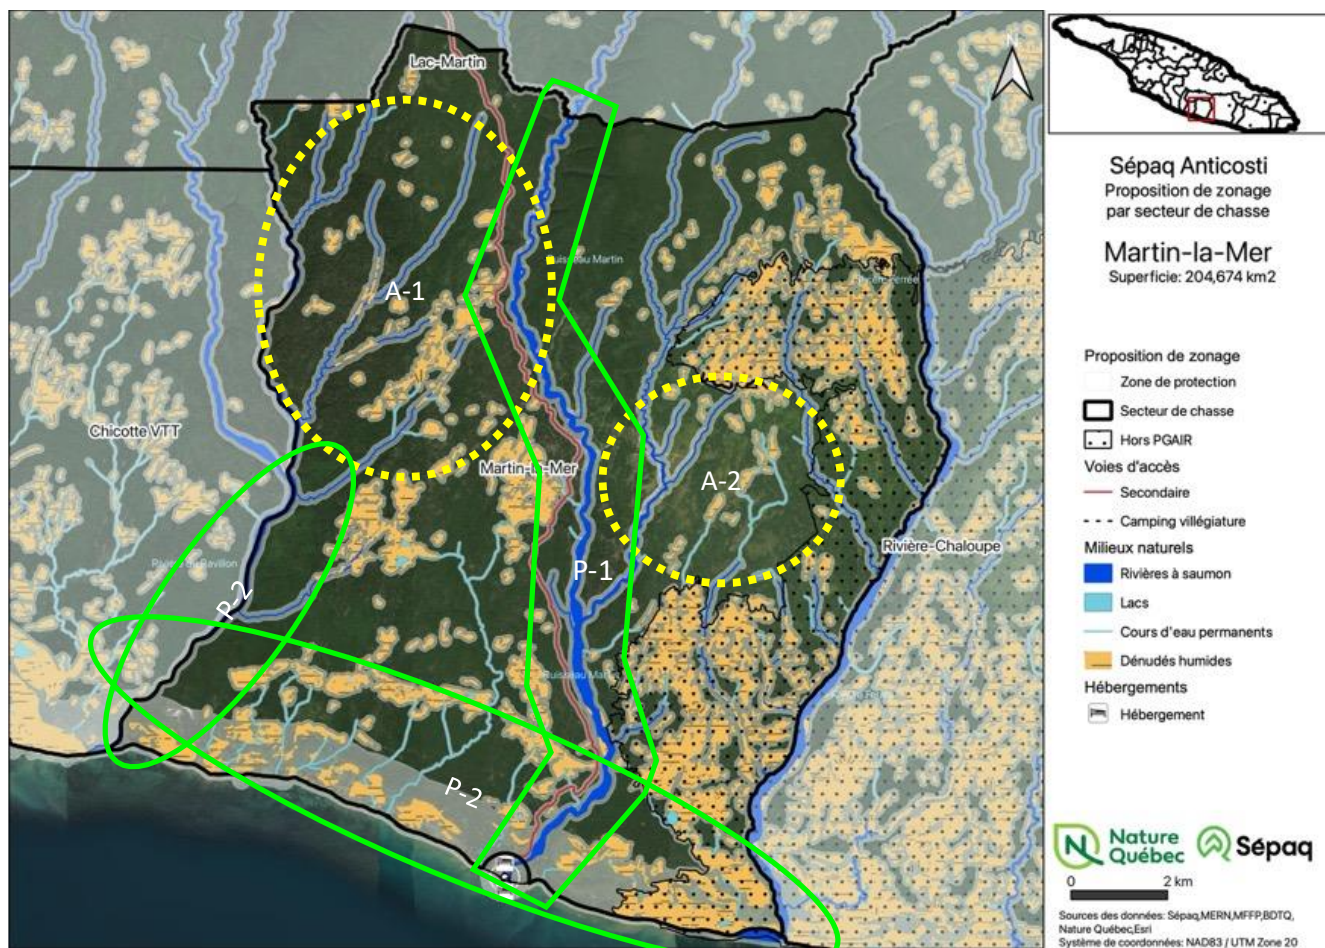 Lac-Martin
N
A-1
Ruisseau Martin
Chicotte VTT
Martin-la-Mer
A-2
Rivière-Chaloupe
P-1
P-2
P-2
Sépaq Anticosti
Proposition de zonage
par secteur de chasse
Martin-la-Mer
Superficie: 204,674 km2
Proposition de zonage
Zone de protection
Secteur de chasse
Hors PGAIR
Voies d'accès
Secondaire
Camping villégiature
Milieux naturels
Rivières à saumon
Lacs
Cours d'eau permanents
Dénudés humides
Hébergements
Hébergement
Nature
Québec
Sépaq
0 2 km
Sources des données: Sépaq,MERN,MFFP,BDTQ,
Nature Québec,Esri
Système de coordonnées: NAD83 / UTM Zone 20